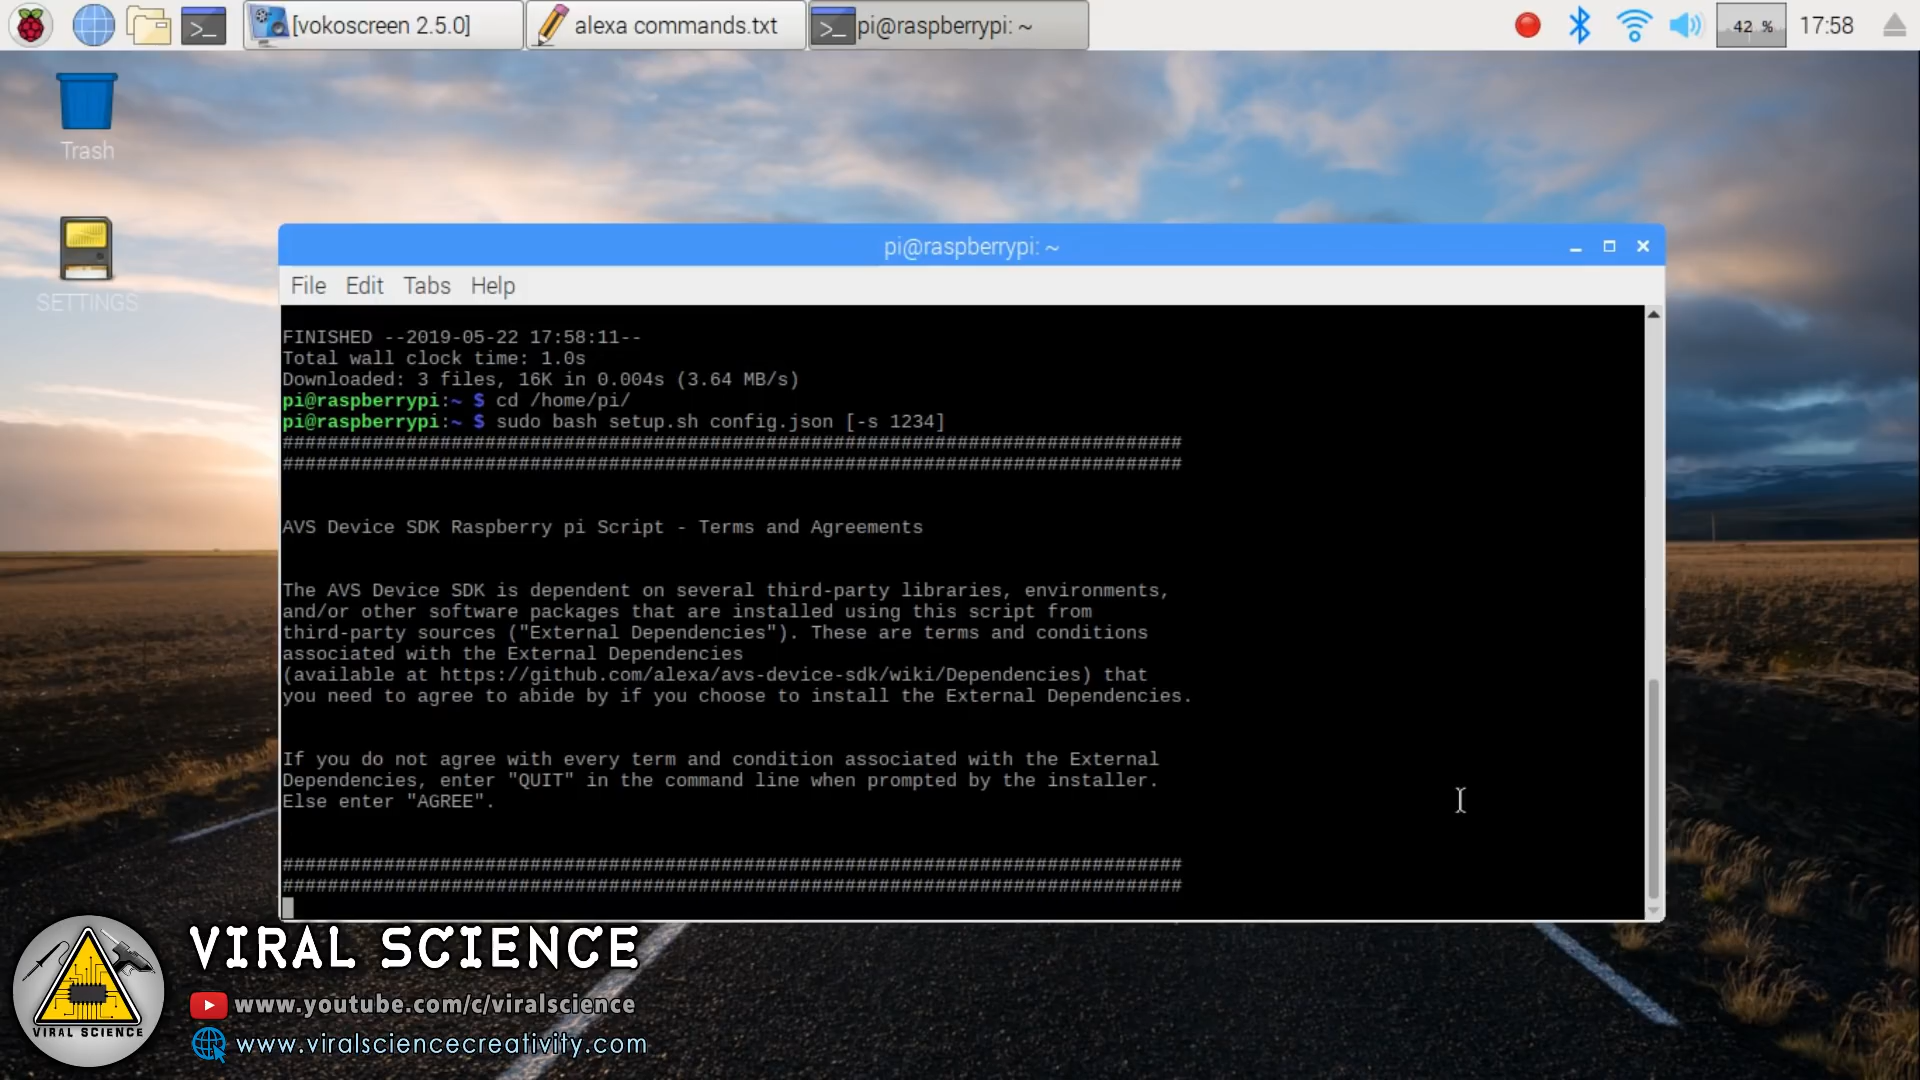 [vokoscreen 2.5.0]
alexa commands.txt
pi@raspberrypi: ~
42 %
17:58
Trash
SETTINGS
pi@raspberrypi: ~
File Edit Tabs Help
FINISHED --2019-05-22 17:58:11--
Total wall clock time: 1.0s
Downloaded: 3 files, 16K in 0.004s (3.64 MB/s)
pi@raspberrypi:~ $ cd /home/pi/
pi@raspberrypi:~ $ sudo bash setup.sh config.json [-s 1234]
################################################################################
################################################################################
AVS Device SDK Raspberry pi Script - Terms and Agreements
The AVS Device SDK is dependent on several third-party libraries, environments,
and/or other software packages that are installed using this script from
third-party sources ("External Dependencies"). These are terms and conditions
associated with the External Dependencies
(available at https://github.com/alexa/avs-device-sdk/wiki/Dependencies) that
you need to agree to abide by if you choose to install the External Dependencies.
If you do not agree with every term and condition associated with the External
Dependencies, enter "QUIT" in the command line when prompted by the installer.
Else enter "AGREE".
################################################################################
################################################################################
VIRAL SCIENCE
VIRAL SCIENCE
www.youtube.com/c/viralscience
www.viralsciencecreativity.com